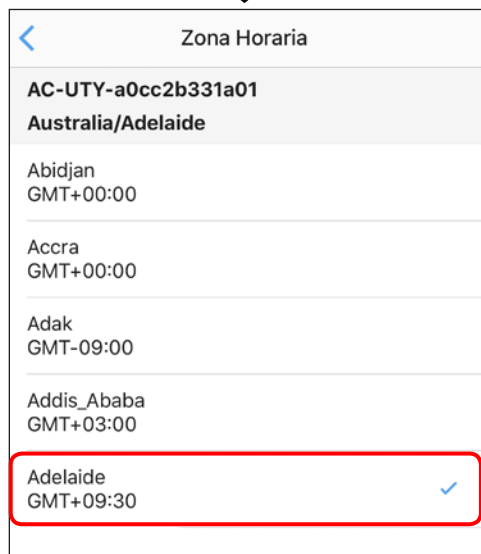 Zona Horaria
AC-UTY-a0cc2b331a01
Australia/Adelaide
Abidjan
GMT+00:00
Accra
GMT+00:00
Adak
GMT-09:00
Addis_Ababa
GMT+03:00
Adelaide
GMT+09:30